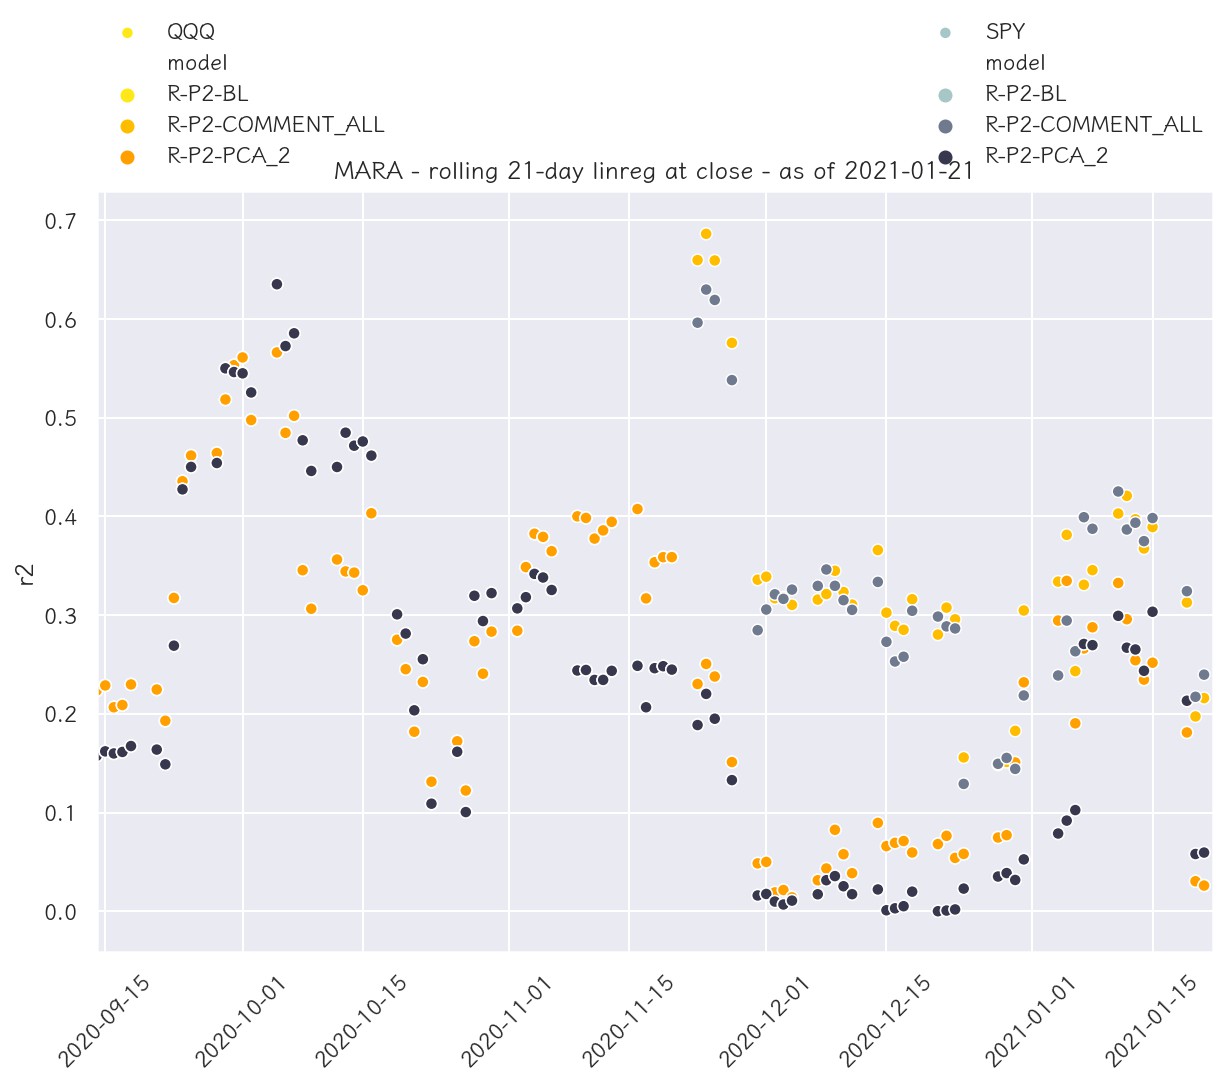 QQQ
model
R-P2-BL
R-P2-COMMENT_ALL
R-P2-PCA_2
SPY
model
R-P2-BL
R-P2-COMMENT_ALL
R-P2-PCA_2
MARA - rolling 21-day linreg at close - as of 2021-01-21
r2
0.7
0.6
0.5
0.4
0.3
0.2
0.1
0.0
2020-09-15
2020-10-01
2020-10-15
2020-11-01
2020-11-15
2020-12-01
2020-12-15
2021-01-01
2021-01-15